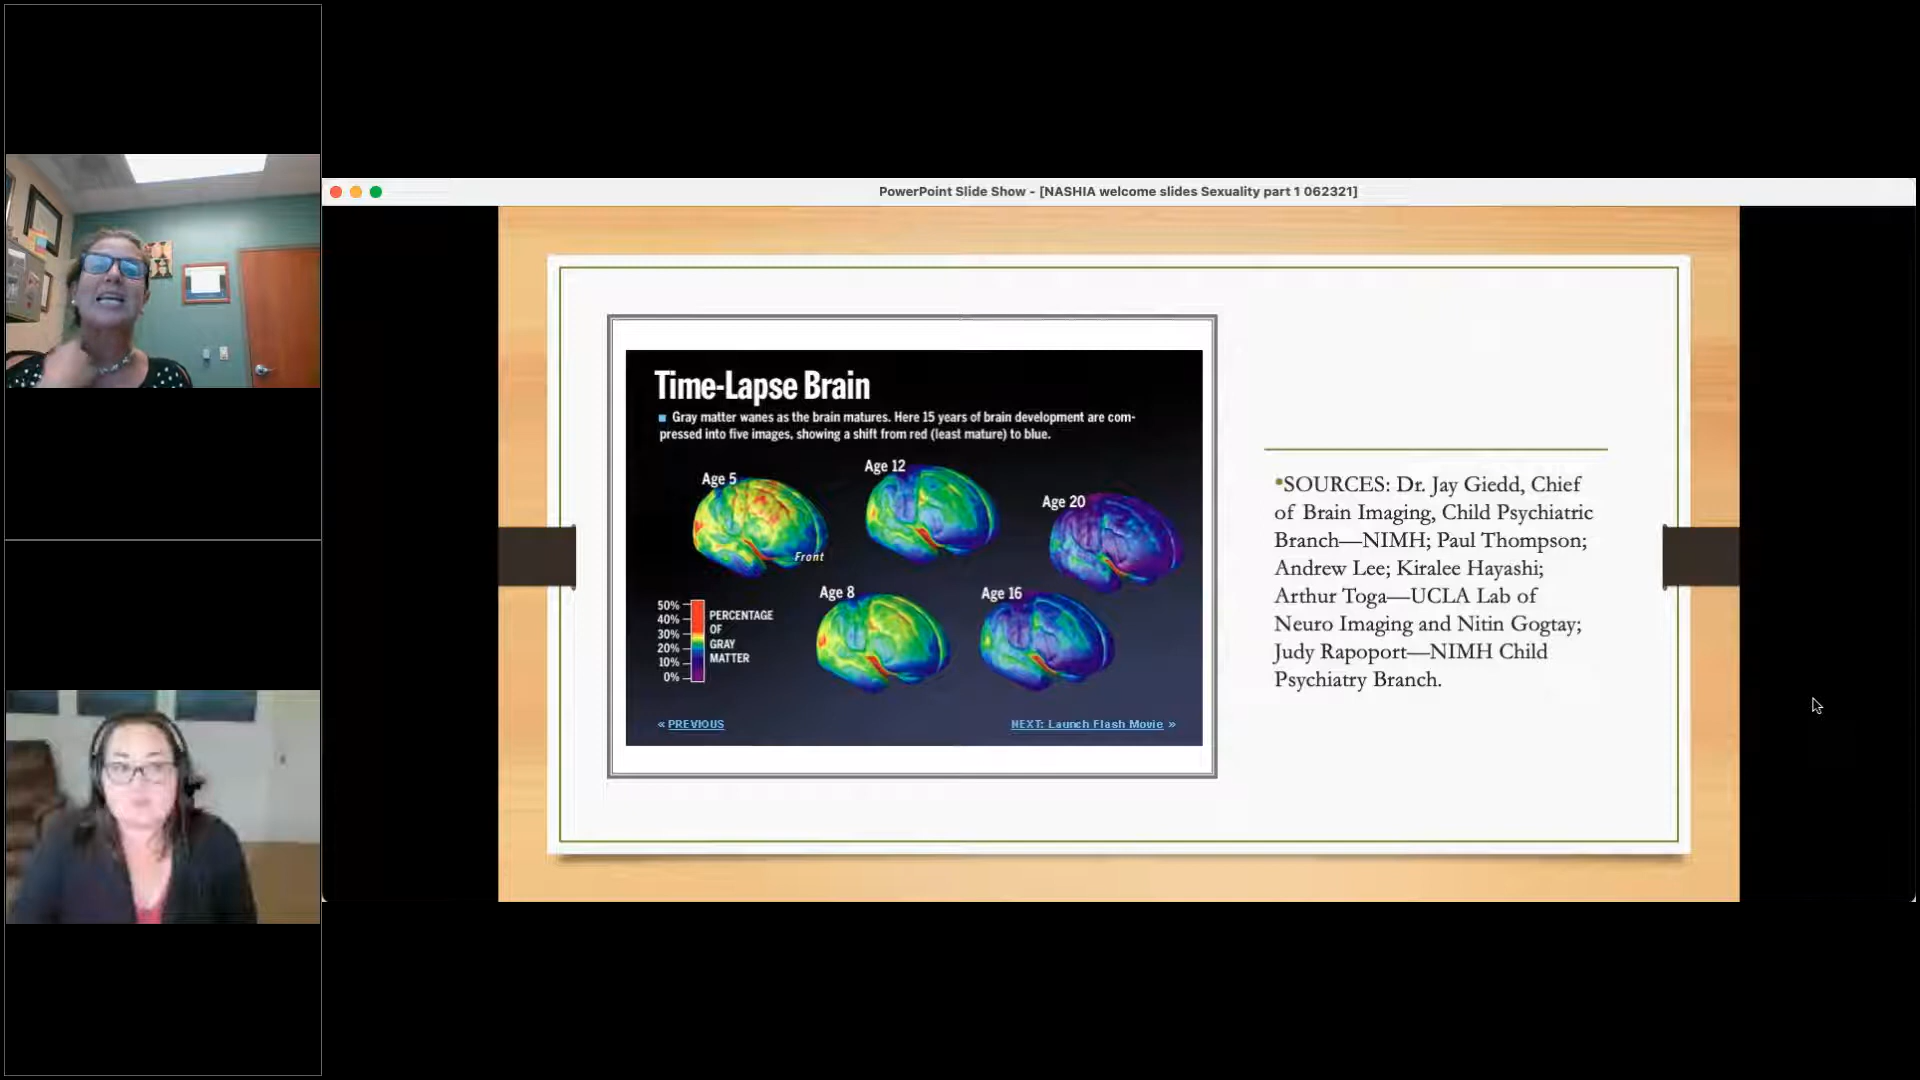 PowerPoint Slide Show - [NASHIA welcome slides Sexuality part 1 062321]
Time-Lapse Brain
Gray matter wanes as the brain matures. Here 15 years of brain development are com-
pressed into five images, showing a shift from red (least mature) to blue.
Age 5
Age 12
Age 20
Front
Age 8
Age 16
50%
40%
30%
20%
10%
0%
PERCENTAGE
OF
GRAY
MATTER
« PREVIOUS
NEXT: Launch Flash Movie »
•SOURCES: Dr. Jay Giedd, Chief
of Brain Imaging, Child Psychiatric
Branch—NIMH; Paul Thompson;
Andrew Lee; Kiralee Hayashi;
Arthur Toga—UCLA Lab of
Neuro Imaging and Nitin Gogtay;
Judy Rapoport—NIMH Child
Psychiatry Branch.